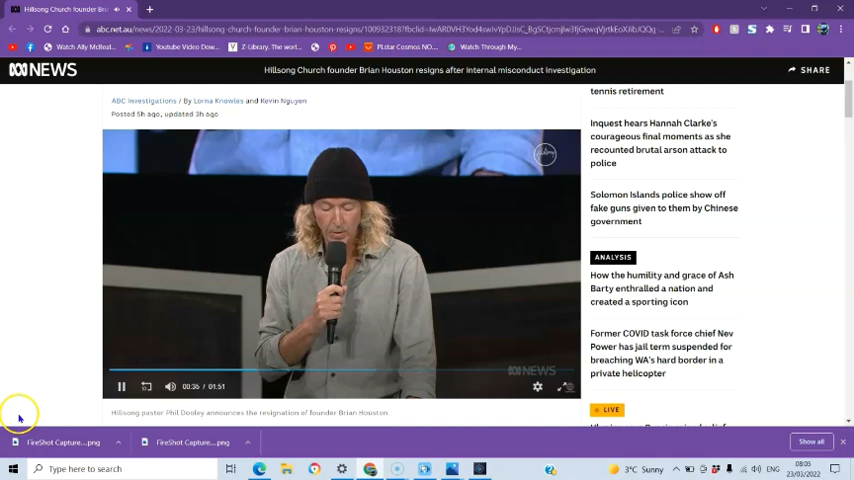 Hillsong Church founder Bri
abc.net.au/news/2022-03-23/hillsong-church-founder-brian-houston-resigns/
Watch Ally McBeal...
Youtube Video Dow...
Z-Library. The worl...
PLstar Cosmos NO...
Watch Through My...
NEWS
Hillsong Church founder Brian Houston resigns after internal misconduct investigation
SHARE
ABC Investigations / By Lorna Knowles and Kevin Nguyen
Posted 5h ago, updated 3h ago
00:35 / 01:51
NEWS
Hillsong pastor Phil Dooley announces the resignation of founder Brian Houston
tennis retirement
Inquest hears Hannah Clarke's
courageous final moments as she
recounted brutal arson attack to
police
Solomon Islands police show off
fake guns given to them by Chinese
government
ANALYSIS
How the humility and grace of Ash
Barty enthralled a nation and
created a sporting icon
Former COVID task force chief Nev
Power has jail term suspended for
breaching WA's hard border in a
private helicopter
LIVE
FireShot Capture....png
FireShot Capture....png
Show all
Type here to search
3°C Sunny
ENG
08:05
23/03/2022